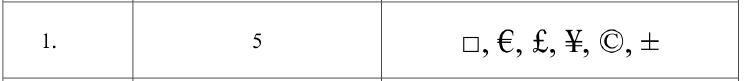 1. 5 □, €, £, ¥, ©, ±